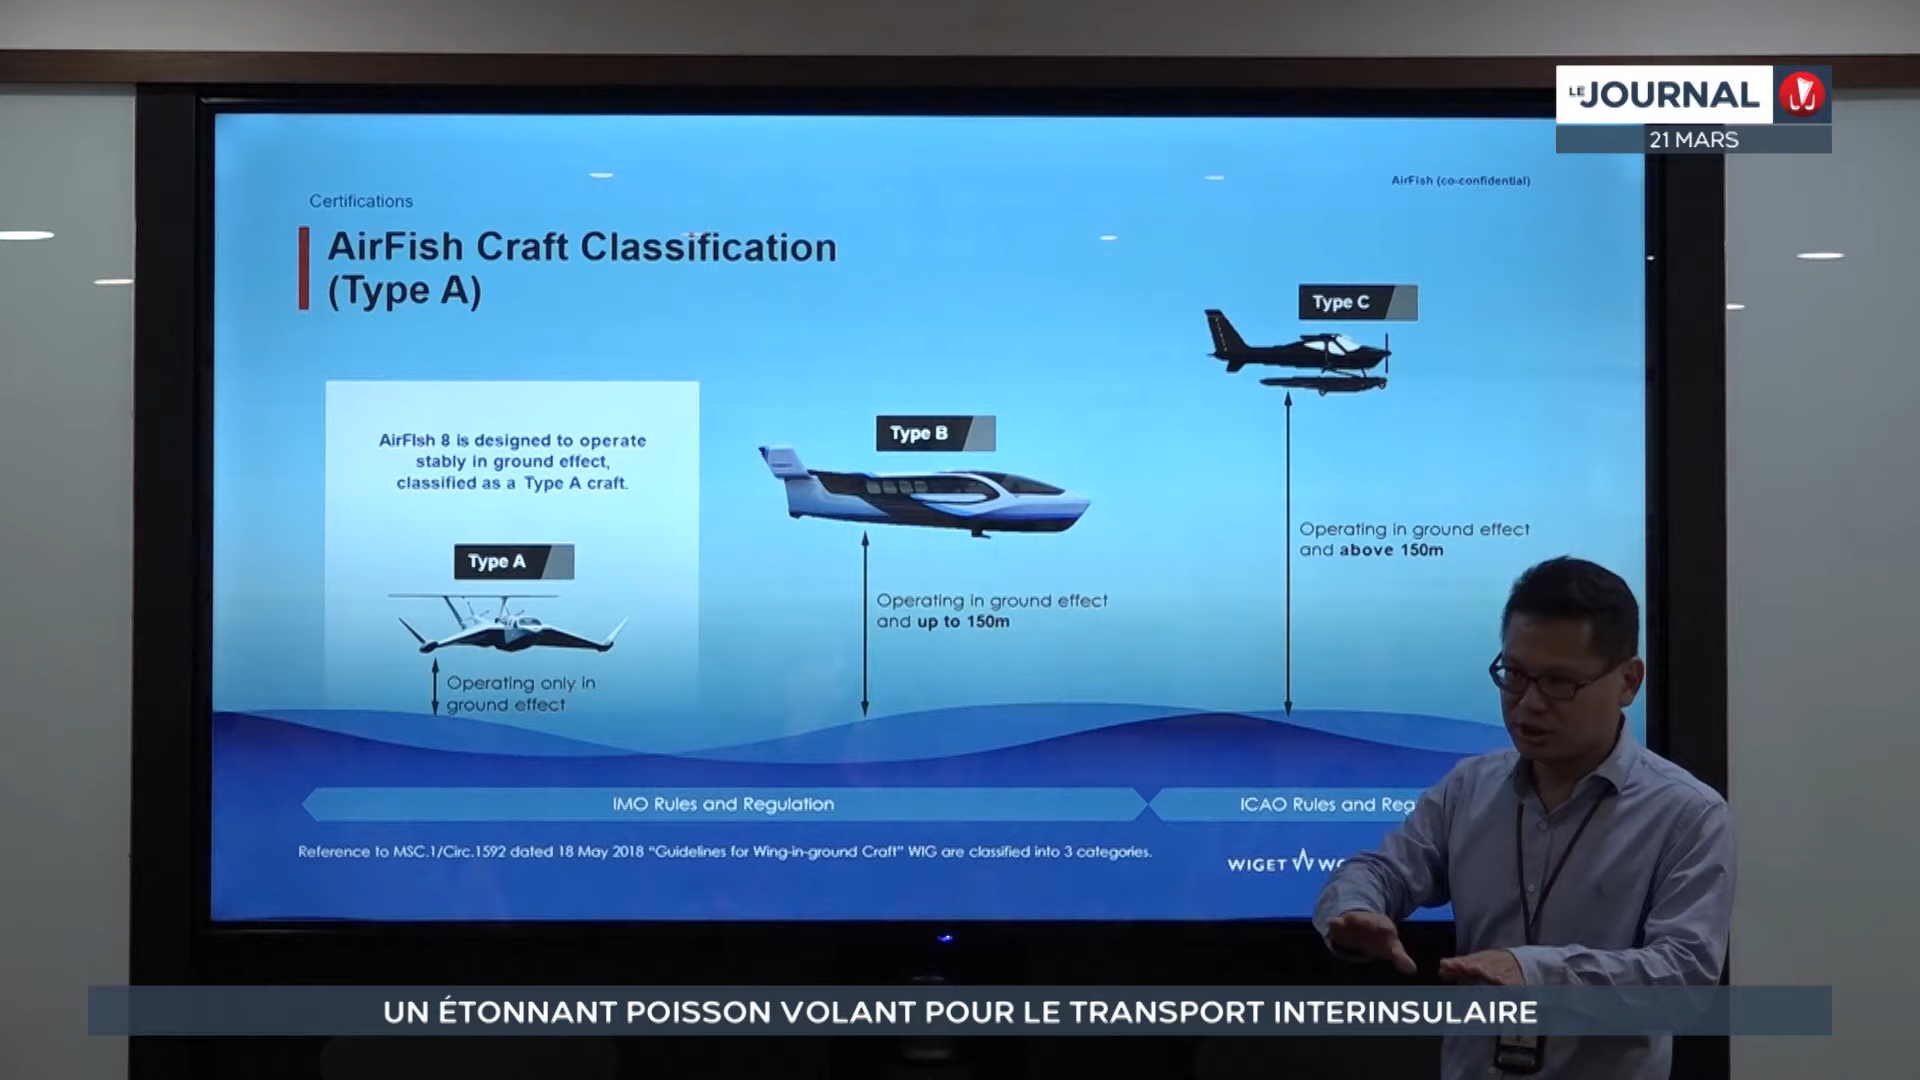 LE JOURNAL
21 MARS
AirFish (co-confidential)
Certifications
AirFish Craft Classification
(Type A)
Type C
AirFIsh 8 is designed to operate
stably in ground effect,
classified as a Type A craft.
Type B
Operating in ground effect
and above 150m
Type A
Operating in ground effect
and up to 150m
Operating only in
ground effect
IMO Rules and Regulation
ICAO Rules and Reg
Reference to MSC.1/Circ.1592 dated 18 May 2018 “Guidelines for Wing-in-ground Craft” WIG are classified into 3 categories.
WIGET W
UN ÉTONNANT POISSON VOLANT POUR LE TRANSPORT INTERINSULAIRE